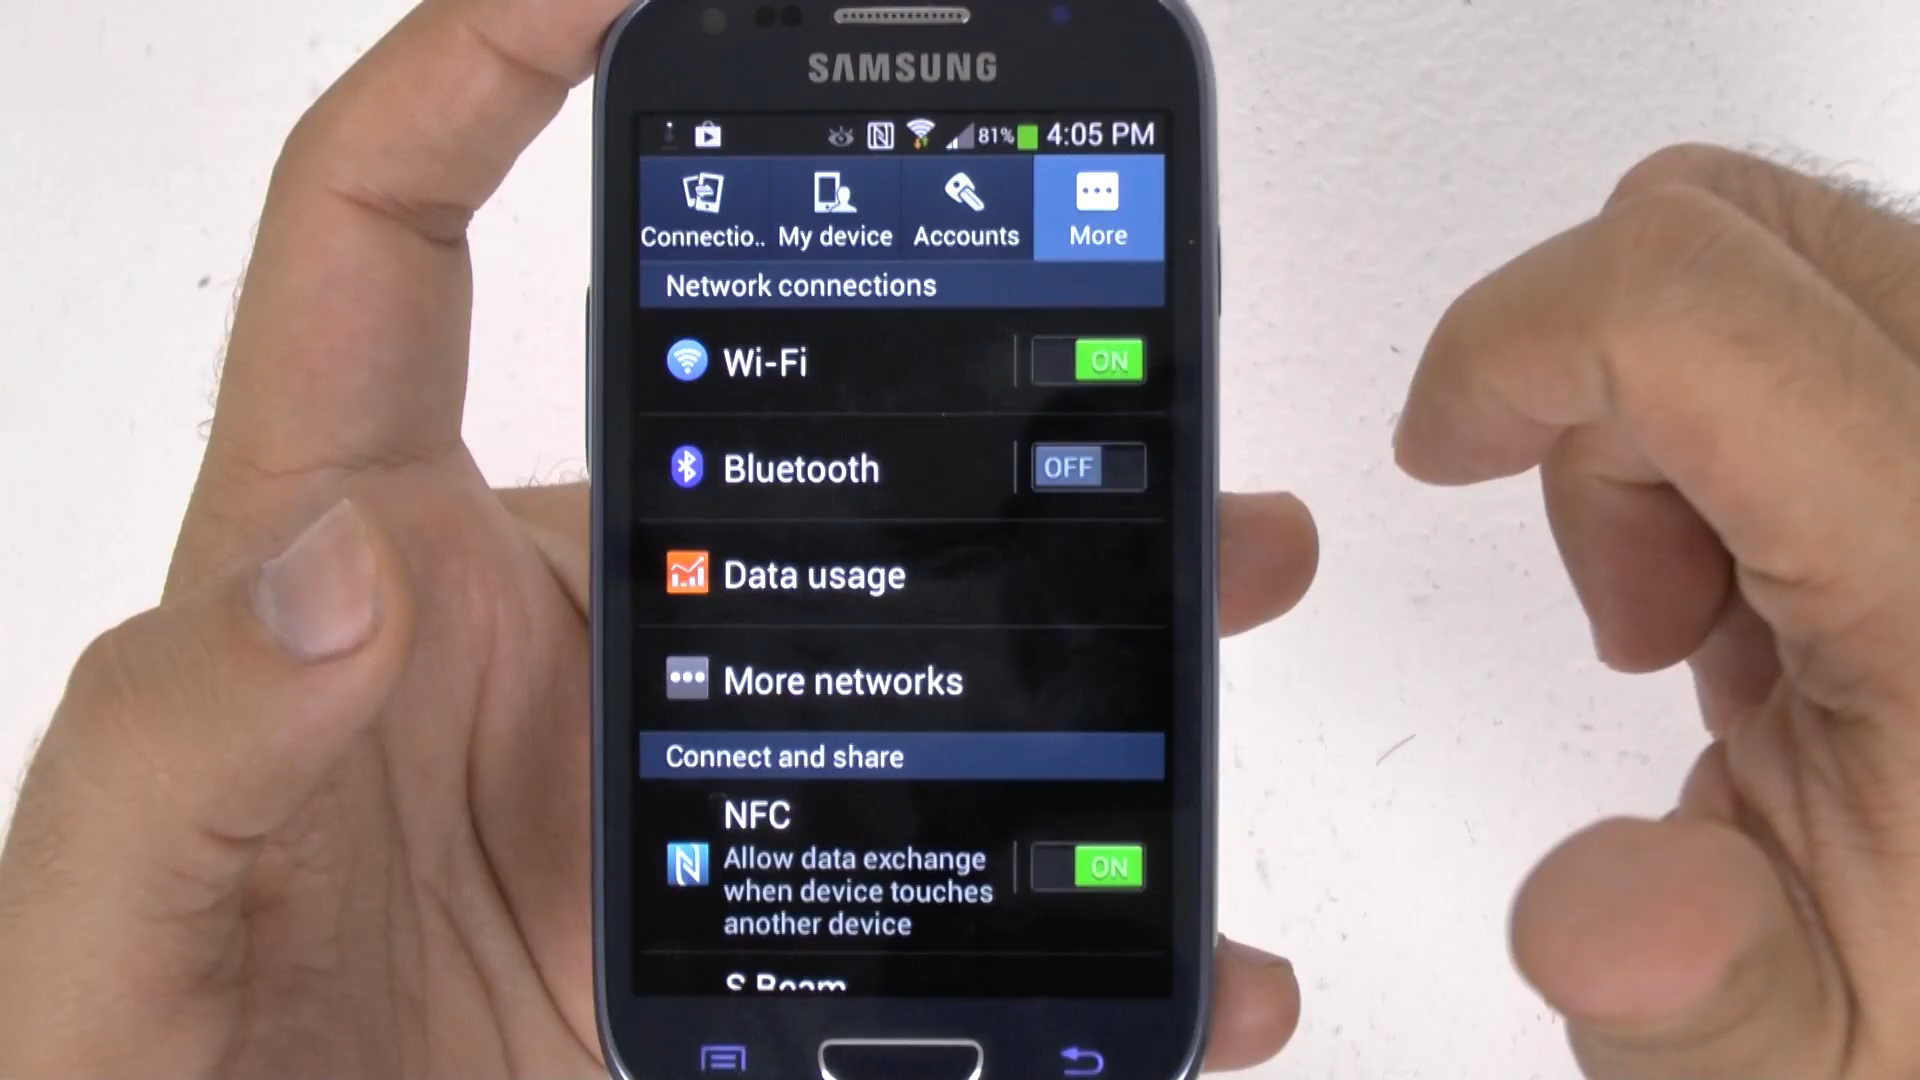 SAMSUNG
81% 4:05 PM
Connectio.. My device Accounts More
Network connections
Wi-Fi ON
Bluetooth OFF
Data usage
More networks
Connect and share
NFC
Allow data exchange
when device touches
another device
ON
S Beam